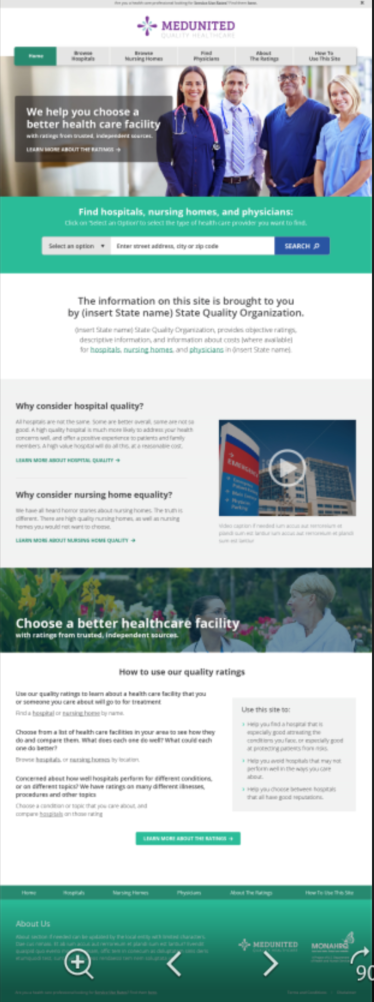 MEDUNITED
QUALITY HEALTHCARE
Home
Browse
Hospitals
Browse
Nursing Homes
Find
Physicians
About
The Ratings
How To
Use This Site
We help you choose a
better health care facility
with ratings from trusted, independent sources.
LEARN MORE ABOUT THE RATINGS →
Find hospitals, nursing homes, and physicians:
Click on 'Select an Option' to select the type of health care provider you want to find.
Select an option
Enter street address, city or zip code
SEARCH
The information on this site is brought to you
by (insert State name) State Quality Organization.
(Insert State name) State Quality Organization, provides objective ratings,
descriptive information, and information about costs (where available)
for hospitals, nursing homes, and physicians in (insert State name).
Why consider hospital quality?
All hospitals are not the same. Some are better overall, some are not so
good. A high quality hospital is much more likely to address your health
concerns well, and offer a positive experience to patients and family
members. A high value hospital will do all this, at a reasonable cost.
LEARN MORE ABOUT HOSPITAL QUALITY →
EMERGENCY
Why consider nursing home equality?
We have all heard horror stories about nursing homes. The truth is
different. There are high quality nursing homes, as well as nursing
homes you would not want to choose.
LEARN MORE ABOUT NURSING HOME QUALITY →
Choose a better healthcare facility
with ratings from trusted, independent sources.
How to use our quality ratings
Use our quality ratings to learn about a health care facility that you
or someone you care about will go to for treatment
Find a hospital or nursing home by name.
Choose from a list of health care facilities in your area to see how they
do and compare them. What does each one do well? What could each
one do better?
Browse hospitals, or nursing homes by location.
Concerned about how well hospitals perform for different conditions,
or on different topics? We have ratings on many different illnesses,
procedures and other topics
Choose a condition or topic that you care about, and
compare hospitals on those rating
Use this site to:
Help you find a hospital that is
especially good at treating the
conditions you face, or especially good
at protecting patients from risks.
Help you avoid hospitals that may not
perform well in the ways you care
about.
Help you choose between hospitals
that all have good reputations.
LEARN MORE ABOUT THE RATINGS →
Home
Hospitals
Nursing Homes
Physicians
About The Ratings
How To Use This Site
About Us
MEDUNITED
90